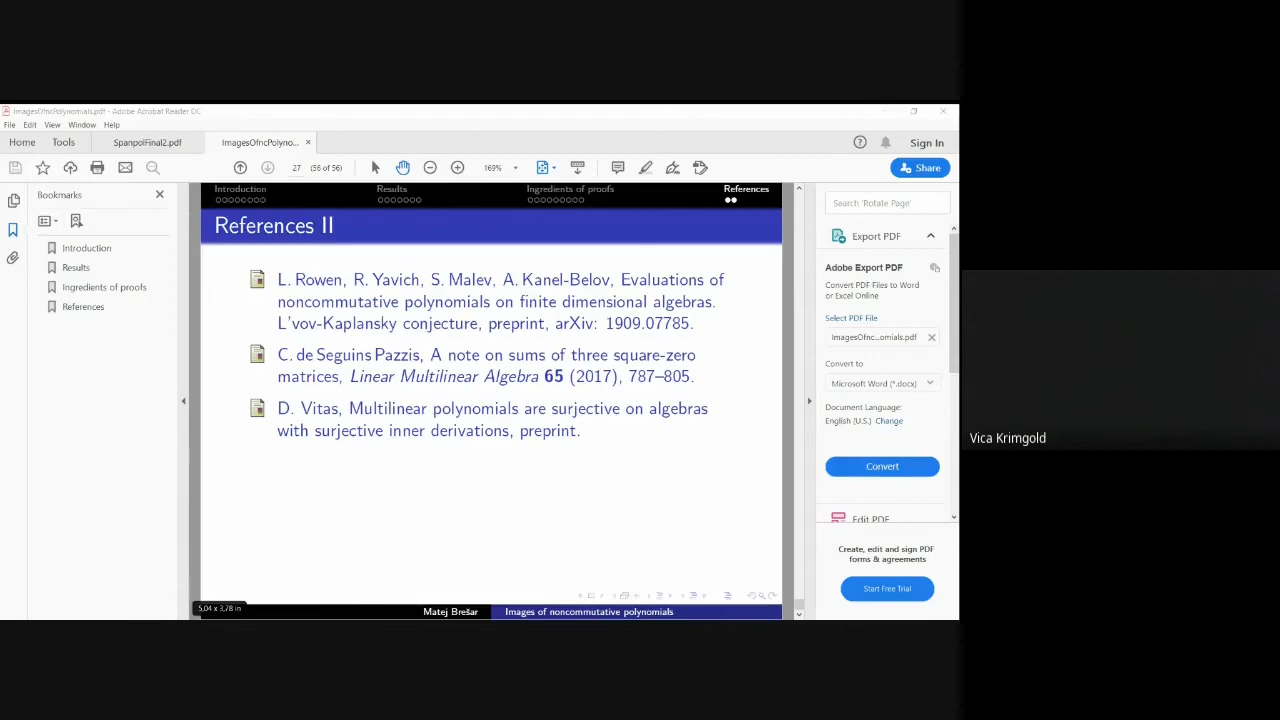 ImagesOfncPolynomials.pdf - Adobe Acrobat Reader DC
File Edit View Window Help
Home Tools SpanpolFinal2.pdf ImagesOfncPolyno... × Sign In
27 (56 of 56) 169% Share
Bookmarks
Introduction
Results
Ingredients of proofs
References
Introduction Results Ingredients of proofs References
References II
L. Rowen, R. Yavich, S. Malev, A. Kanel-Belov, Evaluations of
noncommutative polynomials on finite dimensional algebras.
L'vov-Kaplansky conjecture, preprint, arXiv: 1909.07785.
C. de Seguins Pazzis, A note on sums of three square-zero
matrices, Linear Multilinear Algebra 65 (2017), 787–805.
D. Vitas, Multilinear polynomials are surjective on algebras
with surjective inner derivations, preprint.
5,04 x 3,78 in
Matej Brešar Images of noncommutative polynomials
Search 'Rotate Page'
Export PDF
Adobe Export PDF
Convert PDF Files to Word
or Excel Online
Select PDF File
ImagesOfnc...omials.pdf
Convert to
Microsoft Word (*.docx)
Document Language:
English (U.S.) Change
Convert
Edit PDF
Create, edit and sign PDF
forms & agreements
Start Free Trial
Vica Krimgold